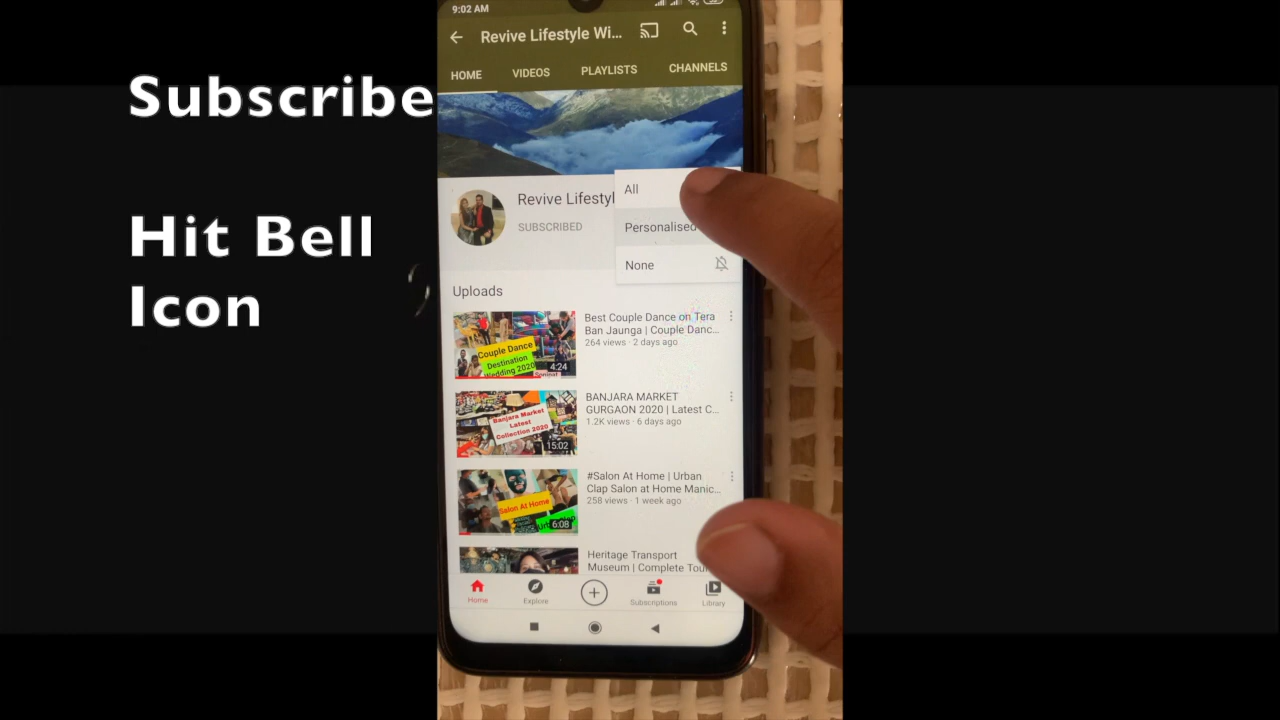 Subscribe
Hit Bell
Icon
9:02 AM
Revive Lifestyle Wi...
HOME VIDEOS PLAYLISTS CHANNELS
Revive Lifestyl
SUBSCRIBED
All
Personalised
None
Uploads
Couple Dance
Destination
Wedding 2020
4:24
Best Couple Dance on Tera
Ban Jaunga | Couple Danc...
264 views · 2 days ago
Banjara Market
Latest
Collection 2020
15:02
BANJARA MARKET
GURGAON 2020 | Latest C...
1.2K views · 6 days ago
Salon At Home
6:08
#Salon At Home | Urban
Clap Salon at Home Manic...
258 views · 1 week ago
Heritage Transport
Museum | Complete Tou
Home Explore Subscriptions Library